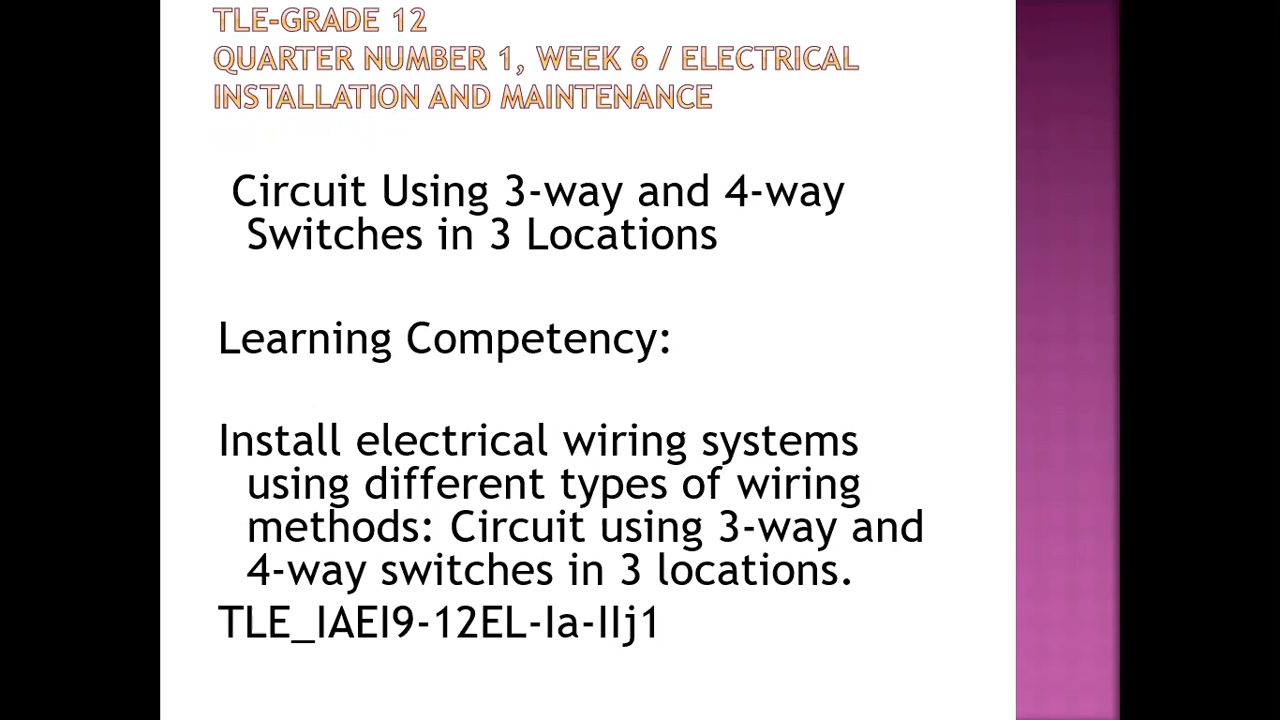 TLE-GRADE 12
QUARTER NUMBER 1, WEEK 6 / ELECTRICAL
INSTALLATION AND MAINTENANCE
Circuit Using 3-way and 4-way
Switches in 3 Locations
Learning Competency:
Install electrical wiring systems
using different types of wiring
methods: Circuit using 3-way and
4-way switches in 3 locations.
TLE_IAEI9-12EL-Ia-IIj1